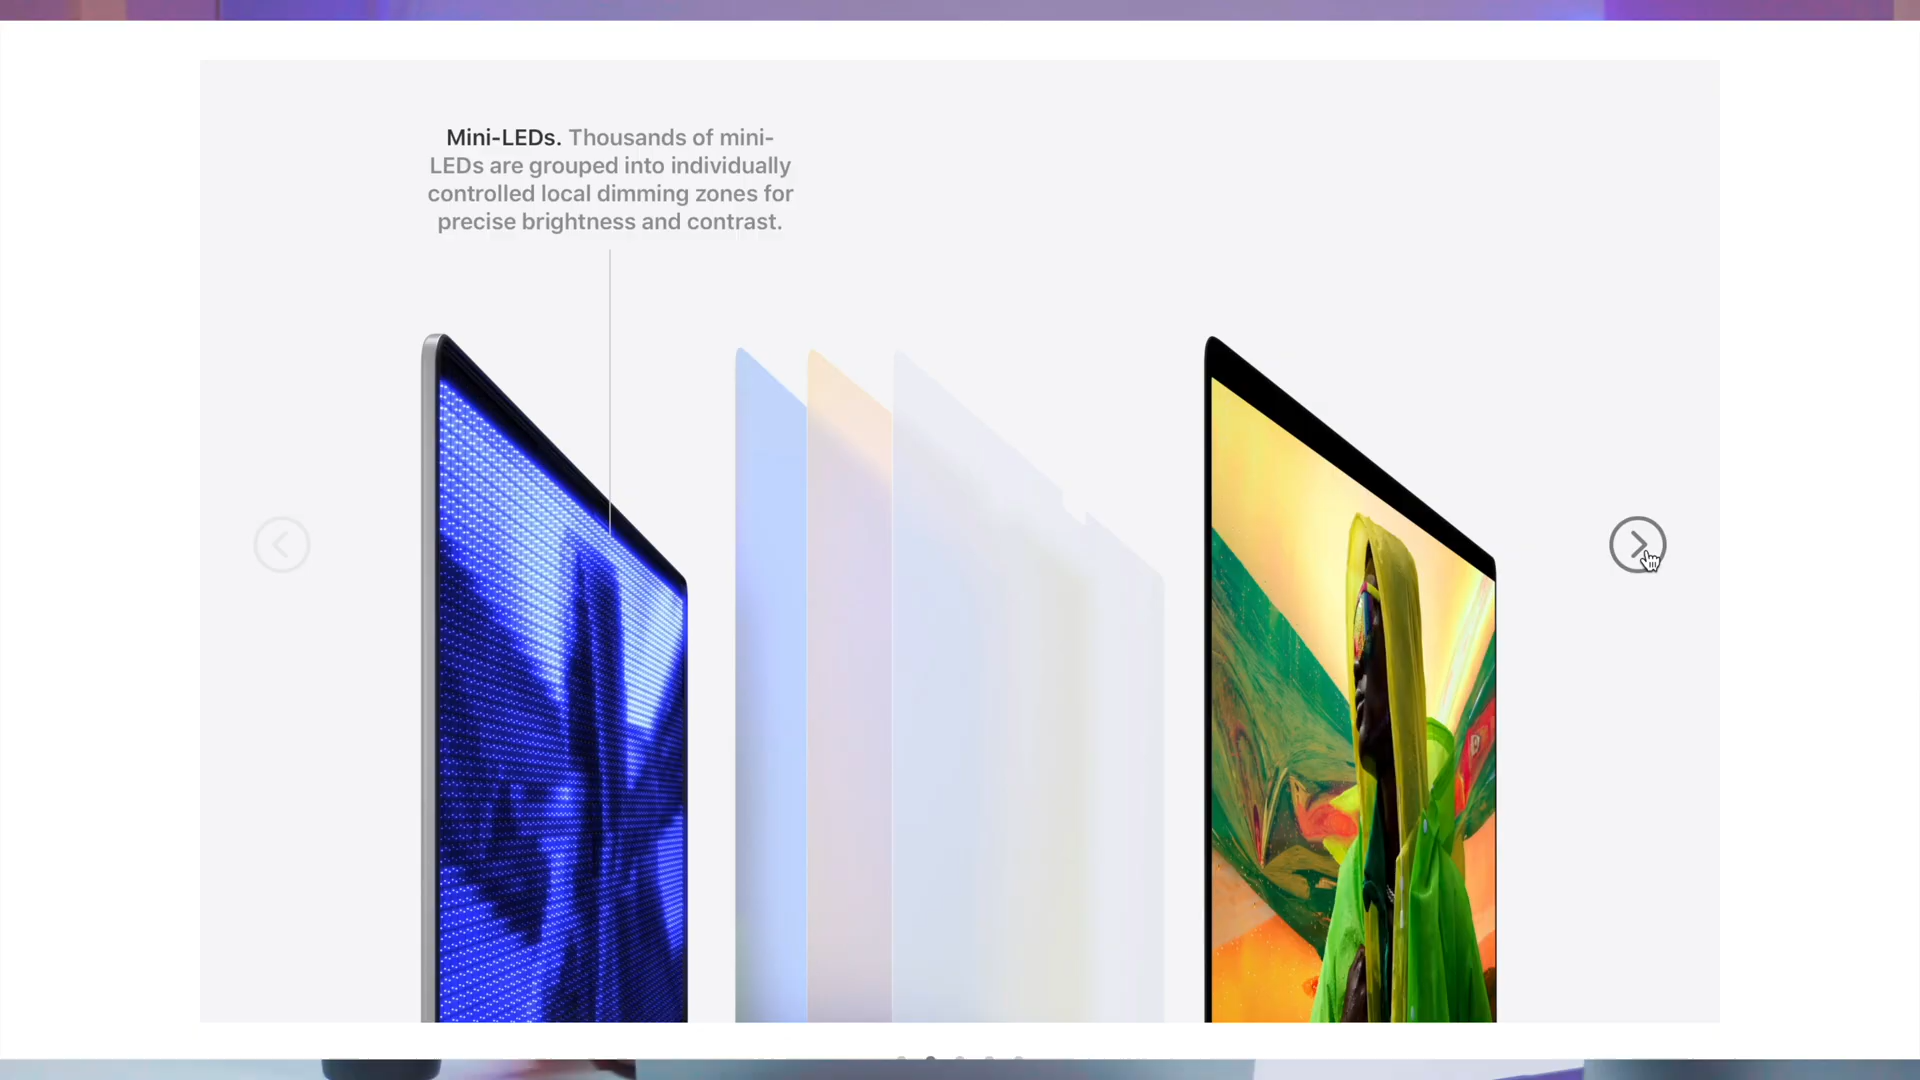 Mini-LEDs. Thousands of mini-
LEDs are grouped into individually
controlled local dimming zones for
precise brightness and contrast.